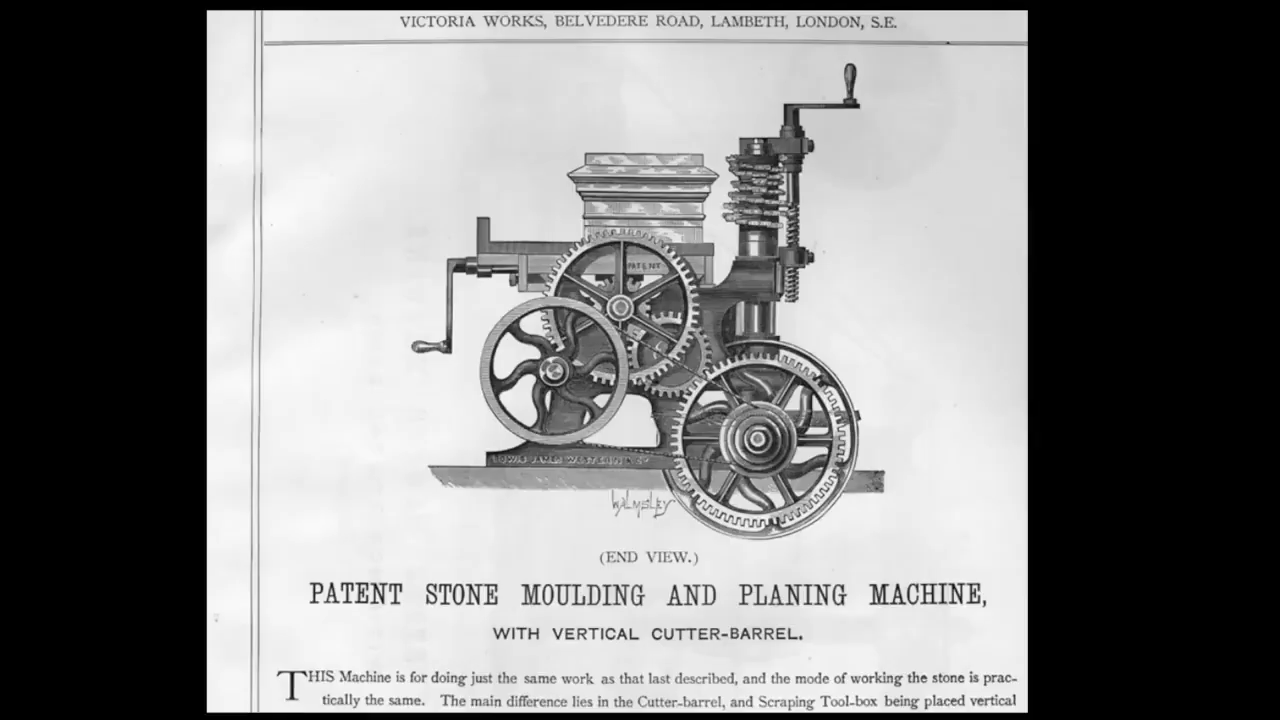 VICTORIA WORKS, BELVEDERE ROAD, LAMBETH, LONDON, S.E.
PATENT
WALMSLEY
(END VIEW.)
PATENT STONE MOULDING AND PLANING MACHINE,
WITH VERTICAL CUTTER-BARREL.
THIS Machine is for doing just the same work as that last described, and the mode of working the stone is prac-
tically the same. The main difference lies in the Cutter-barrel, and Scraping Tool-box being placed vertical